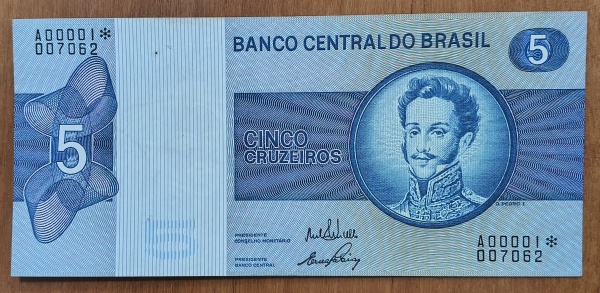 A00001*
007062
BANCO CENTRAL DO BRASIL
5
5
CINCO
CRUZEIROS
D. PEDRO I
PRESIDENTE
CONSELHO MONETÁRIO
PRESIDENTE
BANCO CENTRAL
A00001*
007062